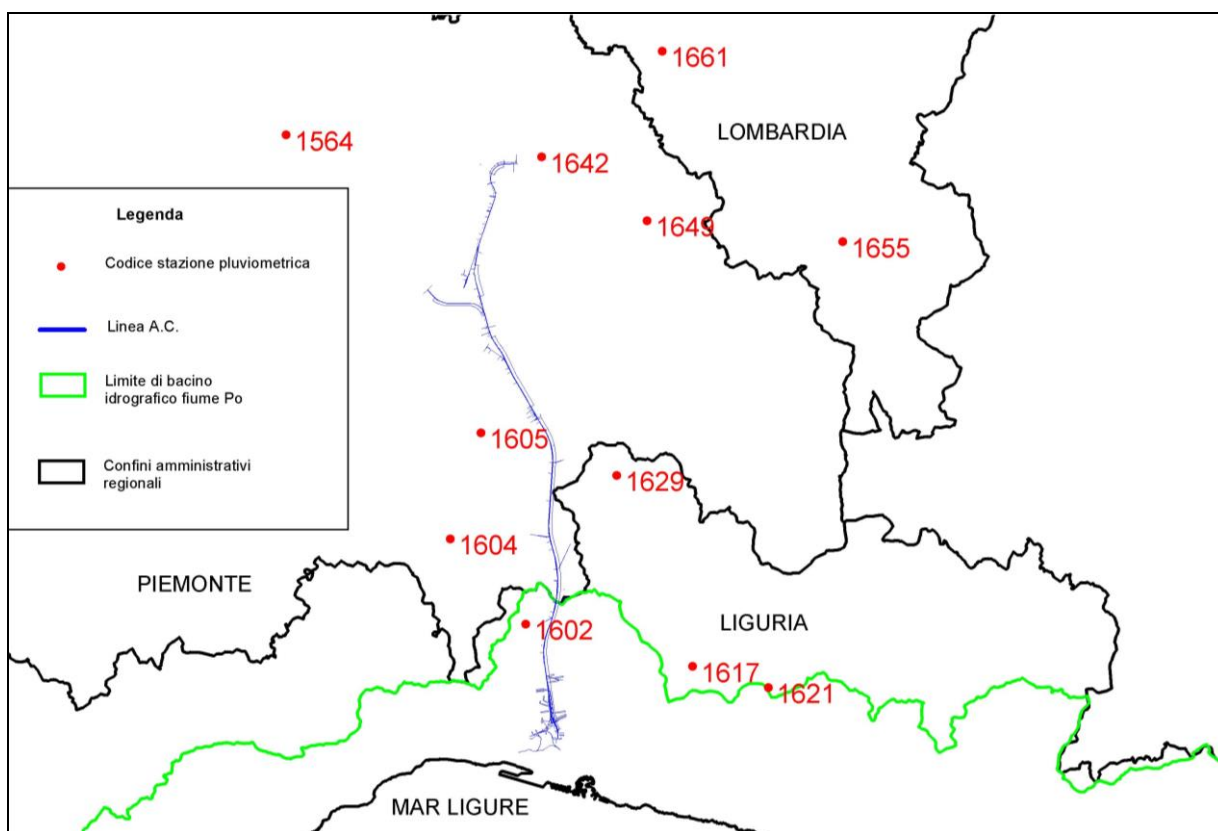 1661
LOMBARDIA
1564
1642
1649
1655
Legenda
Codice stazione pluviometrica
Linea A.C.
Limite di bacino
idrografico fiume Po
Confini amministrativi
regionali
1605
1629
1604
PIEMONTE
1602
LIGURIA
1617
1621
MAR LIGURE